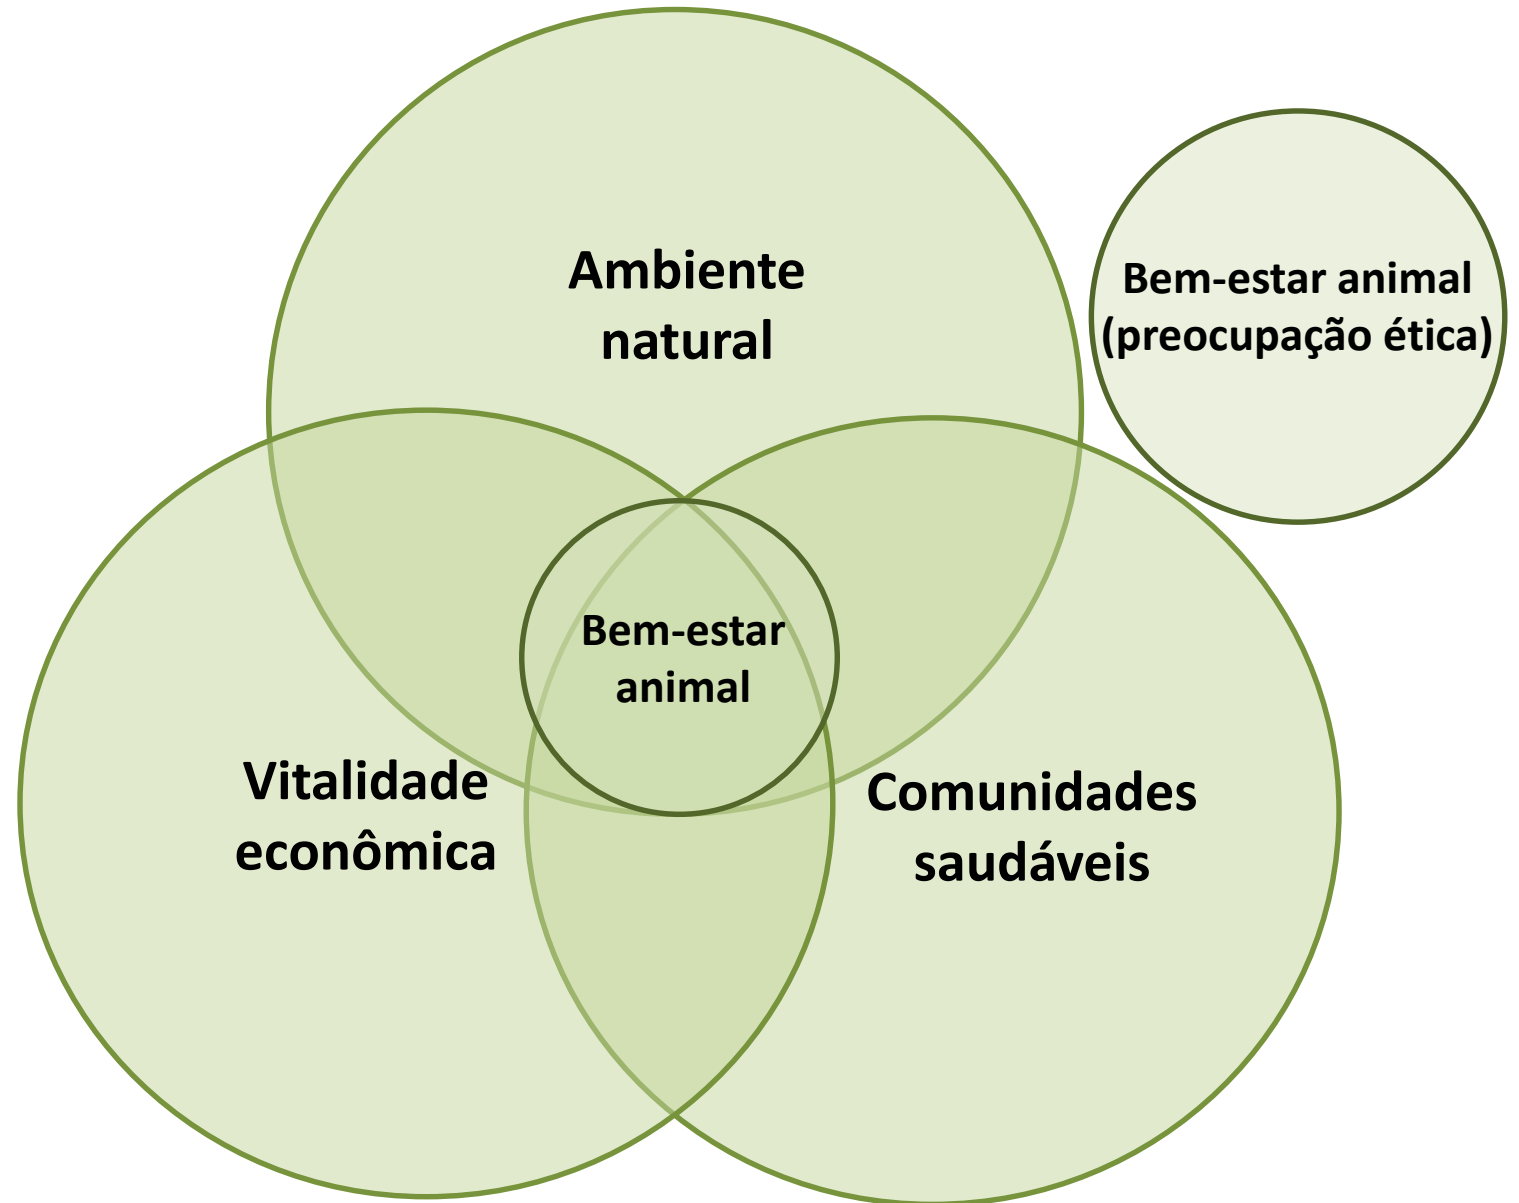 Ambiente
natural
Bem-estar animal
(preocupação ética)
Bem-estar
animal
Vitalidade
econômica
Comunidades
saudáveis